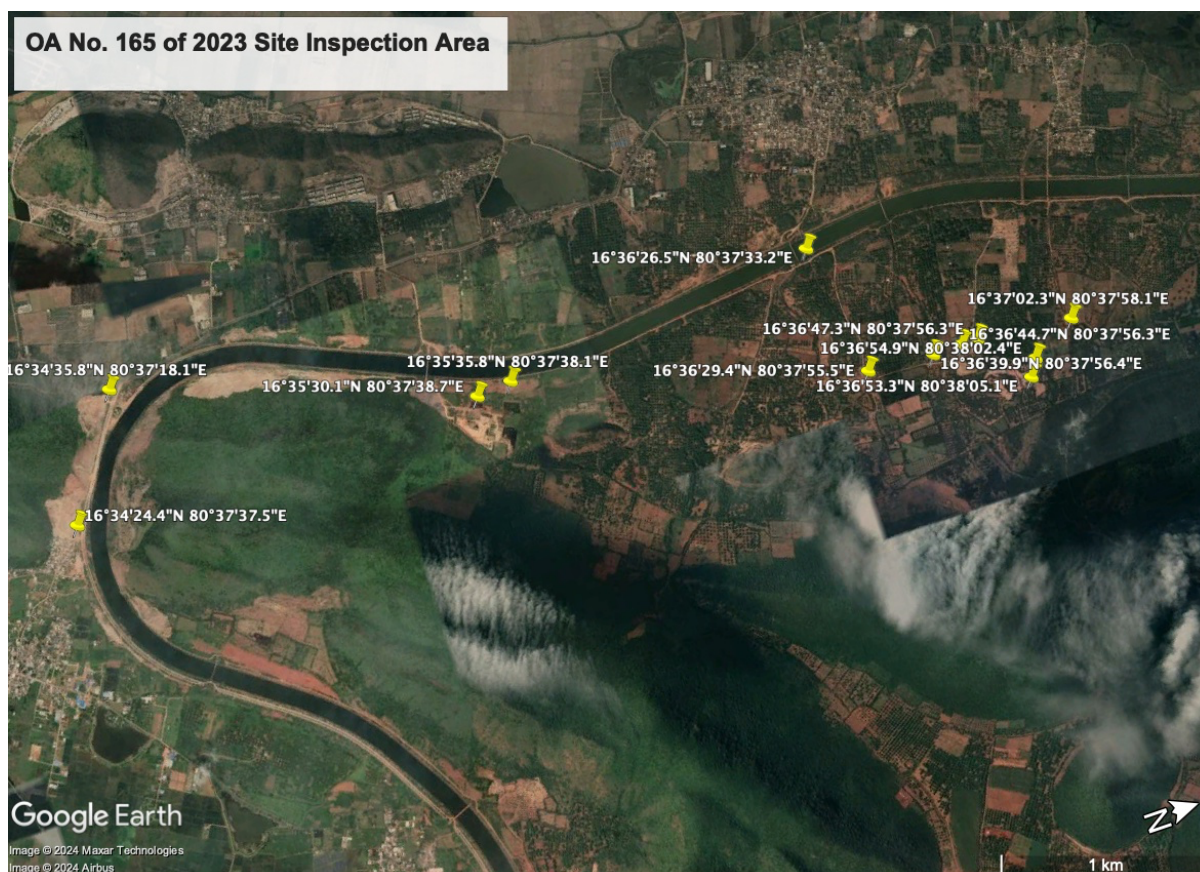 OA No. 165 of 2023 Site Inspection Area
16°36'26.5"N 80°37'33.2"E
16°37'02.3"N 80°37'58.1"E
16°36'47.3"N 80°37'56.3"E
16°36'44.7"N 80°37'56.3"E
16°36'54.9"N 80°38'02.4"E
16°35'35.8"N 80°37'38.1"E
16°36'39.9"N 80°37'56.4"E
16°34'35.8"N 80°37'18.1"E
16°36'29.4"N 80°37'55.5"E
16°35'30.1"N 80°37'38.7"E
16°36'53.3"N 80°38'05.1"E
16°34'24.4"N 80°37'37.5"E
Google Earth
N
Image © 2024 Maxar Technologies
Image © 2024 Airbus
1 km